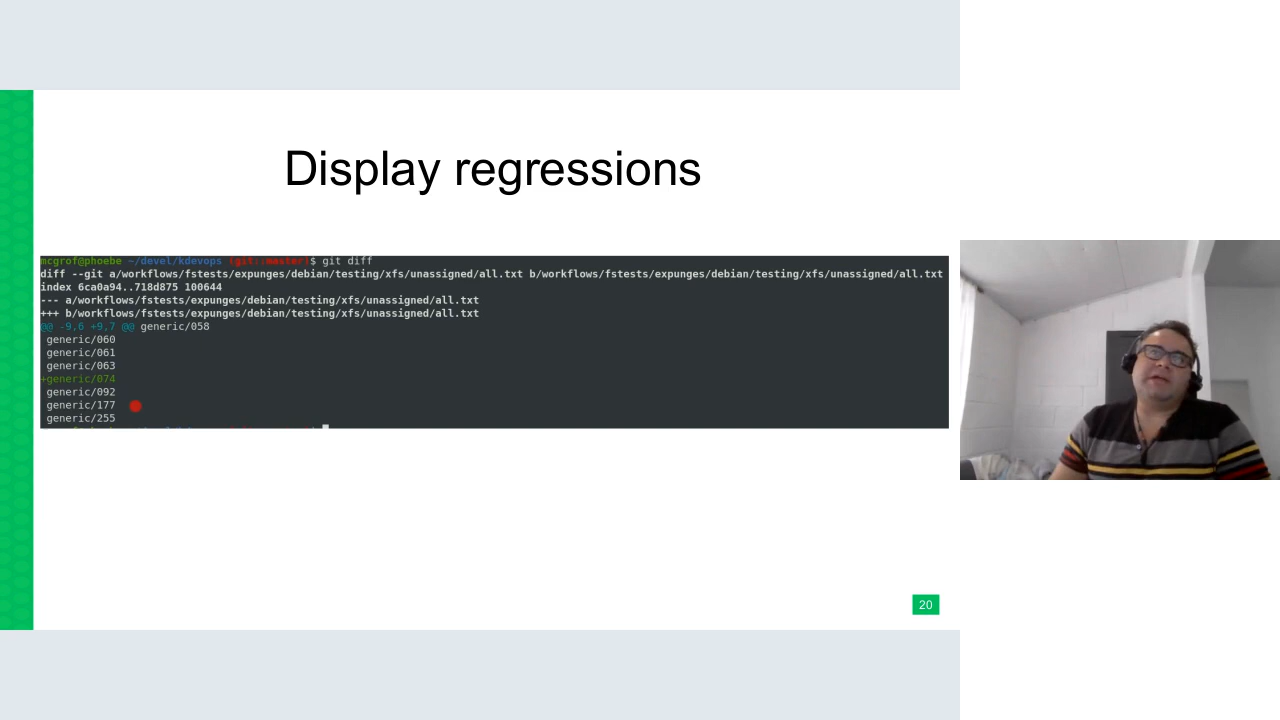 Display regressions
mcgrof@phoebe ~/devel/kdevops (git::master)$ git diff
diff --git a/workflows/fstests/expunges/debian/testing/xfs/unassigned/all.txt b/workflows/fstests/expunges/debian/testing/xfs/unassigned/all.txt
index 6ca0a94..718d875 100644
--- a/workflows/fstests/expunges/debian/testing/xfs/unassigned/all.txt
+++ b/workflows/fstests/expunges/debian/testing/xfs/unassigned/all.txt
@@ -9,6 +9,7 @@ generic/058
 generic/060
 generic/061
 generic/063
+generic/074
 generic/092
 generic/177
 generic/255
20